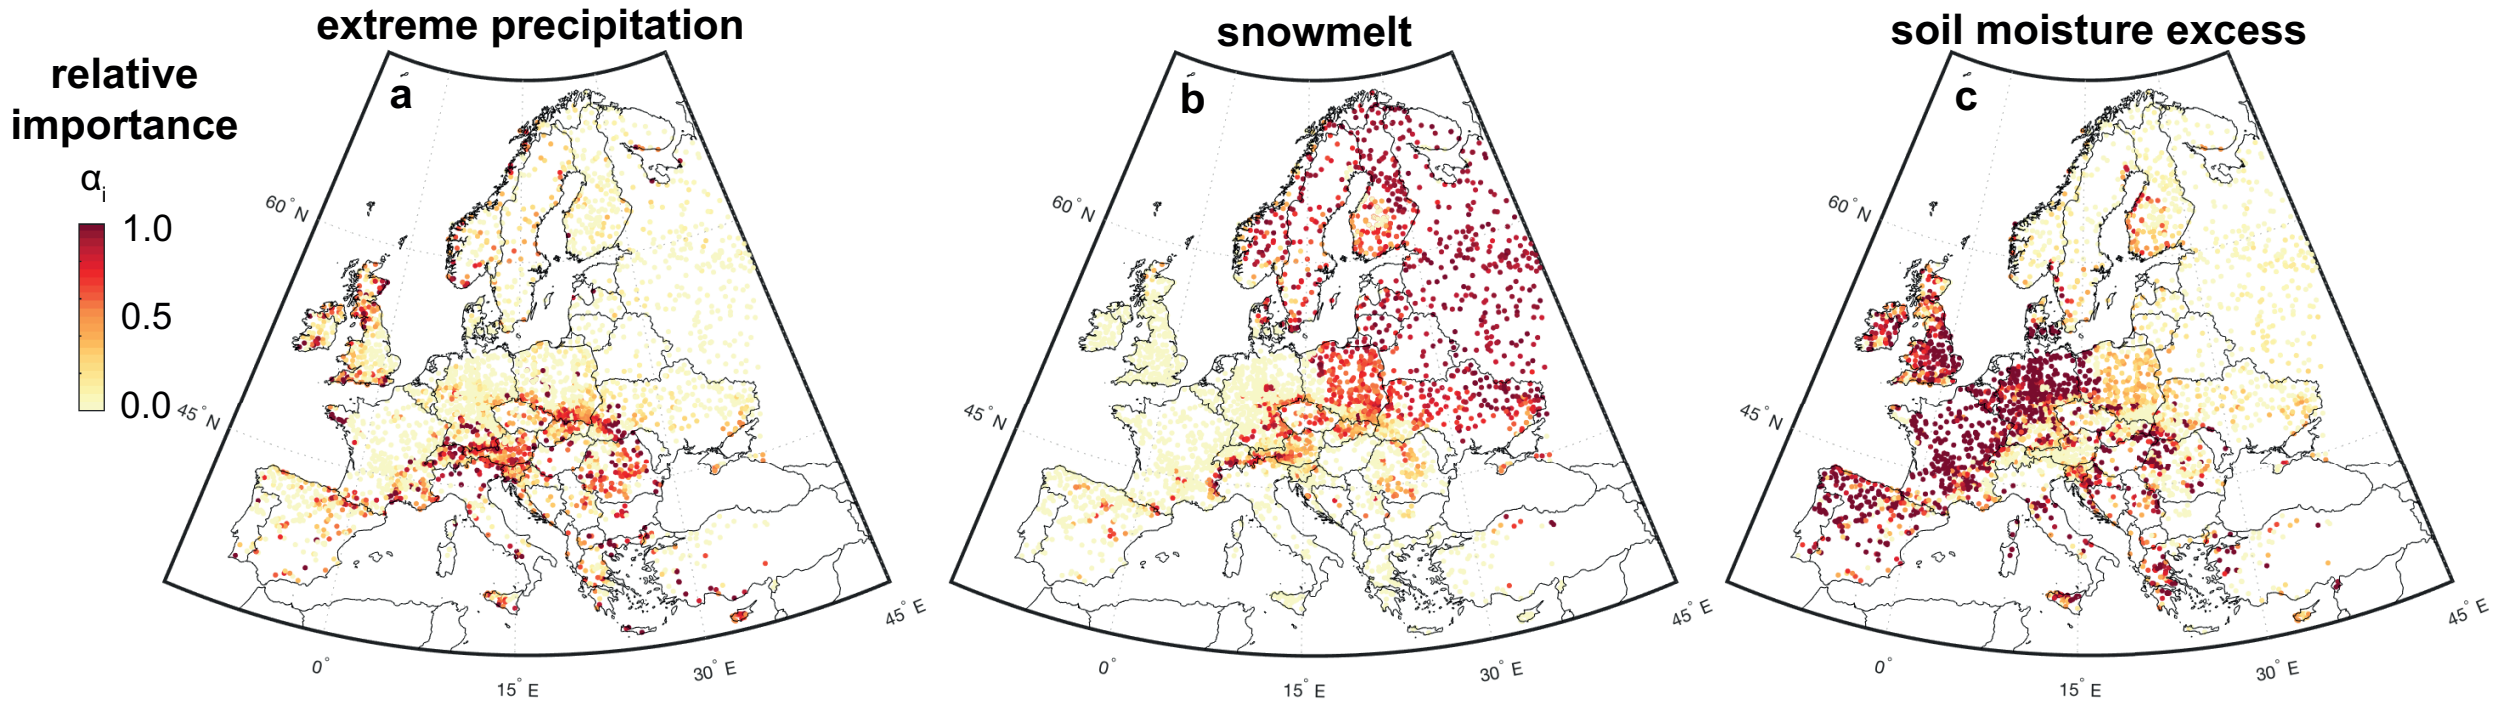 extreme precipitation
snowmelt
soil moisture excess
relative
importance
αi
1.0
0.5
0.0
a
b
c
60° N
45° N
0°
15° E
30° E
45° E
60° N
45° N
0°
15° E
30° E
45° E
60° N
45° N
0°
15° E
30° E
45° E